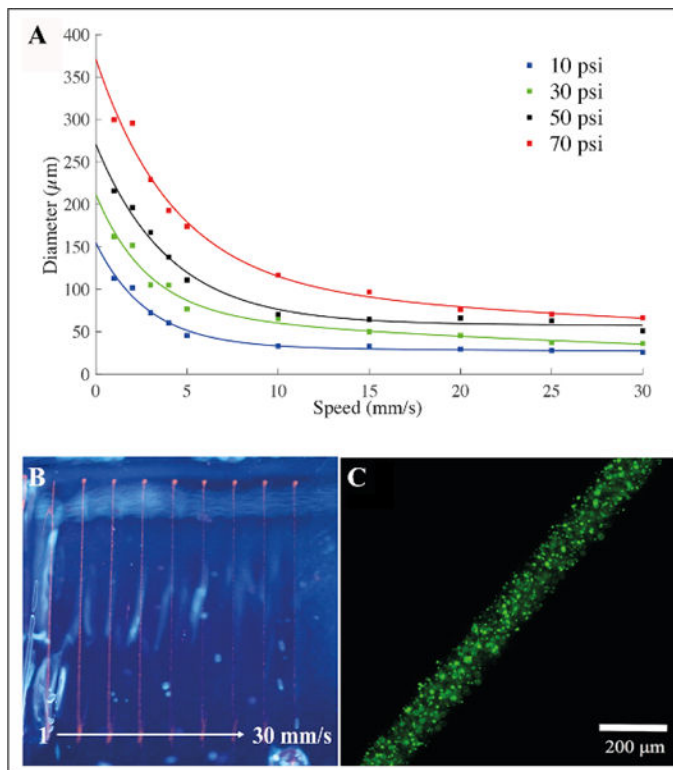 A
400
350
300
250
200
150
100
50
0
Diameter (µm)
0 5 10 15 20 25 30
Speed (mm/s)
10 psi
30 psi
50 psi
70 psi
B
1 30 mm/s
C
200 µm